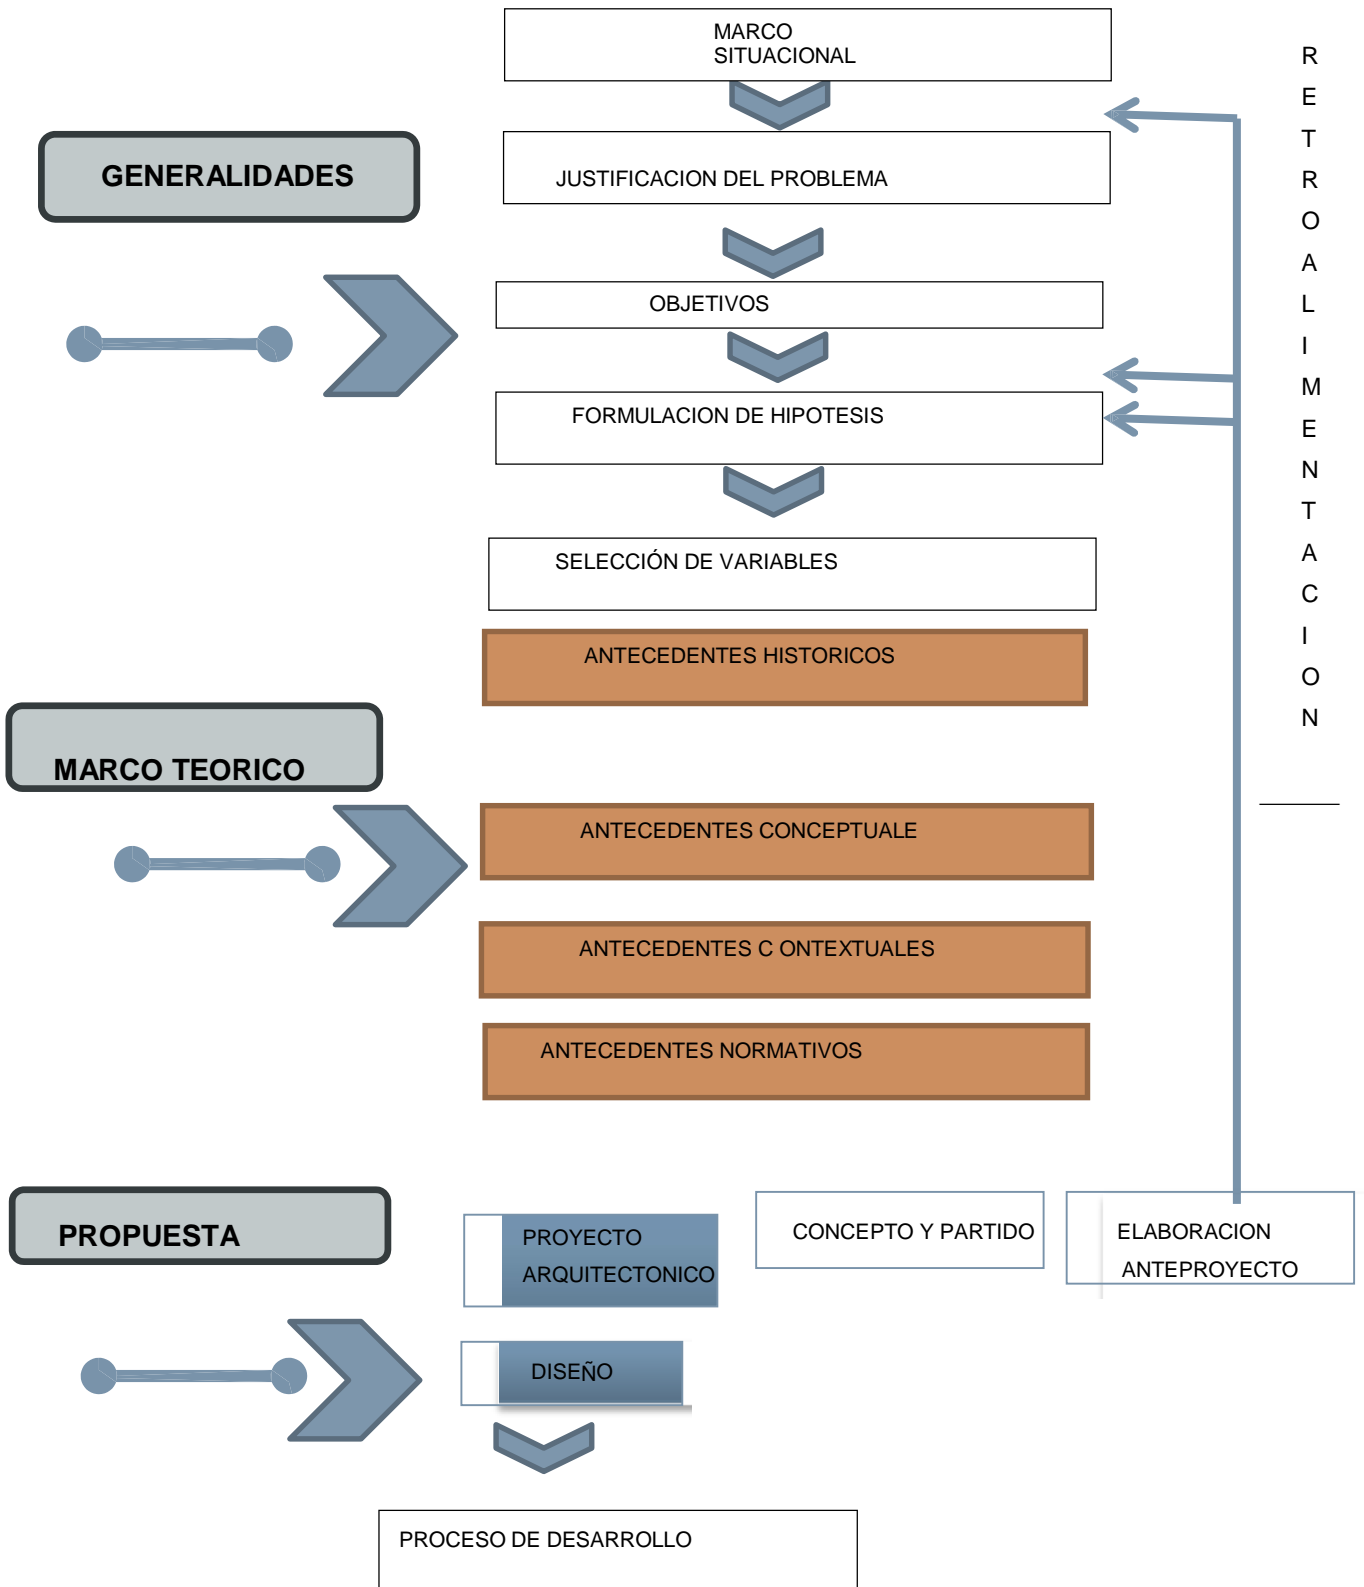 MARCO
SITUACIONAL
GENERALIDADES
JUSTIFICACION DEL PROBLEMA
OBJETIVOS
FORMULACION DE HIPOTESIS
SELECCIÓN DE VARIABLES
ANTECEDENTES HISTORICOS
MARCO TEORICO
ANTECEDENTES CONCEPTUALE
ANTECEDENTES C ONTEXTUALES
ANTECEDENTES NORMATIVOS
PROPUESTA
PROYECTO
ARQUITECTONICO
CONCEPTO Y PARTIDO
ELABORACION
ANTEPROYECTO
DISEÑO
PROCESO DE DESARROLLO
R
E
T
R
O
A
L
I
M
E
N
T
A
C
I
O
N